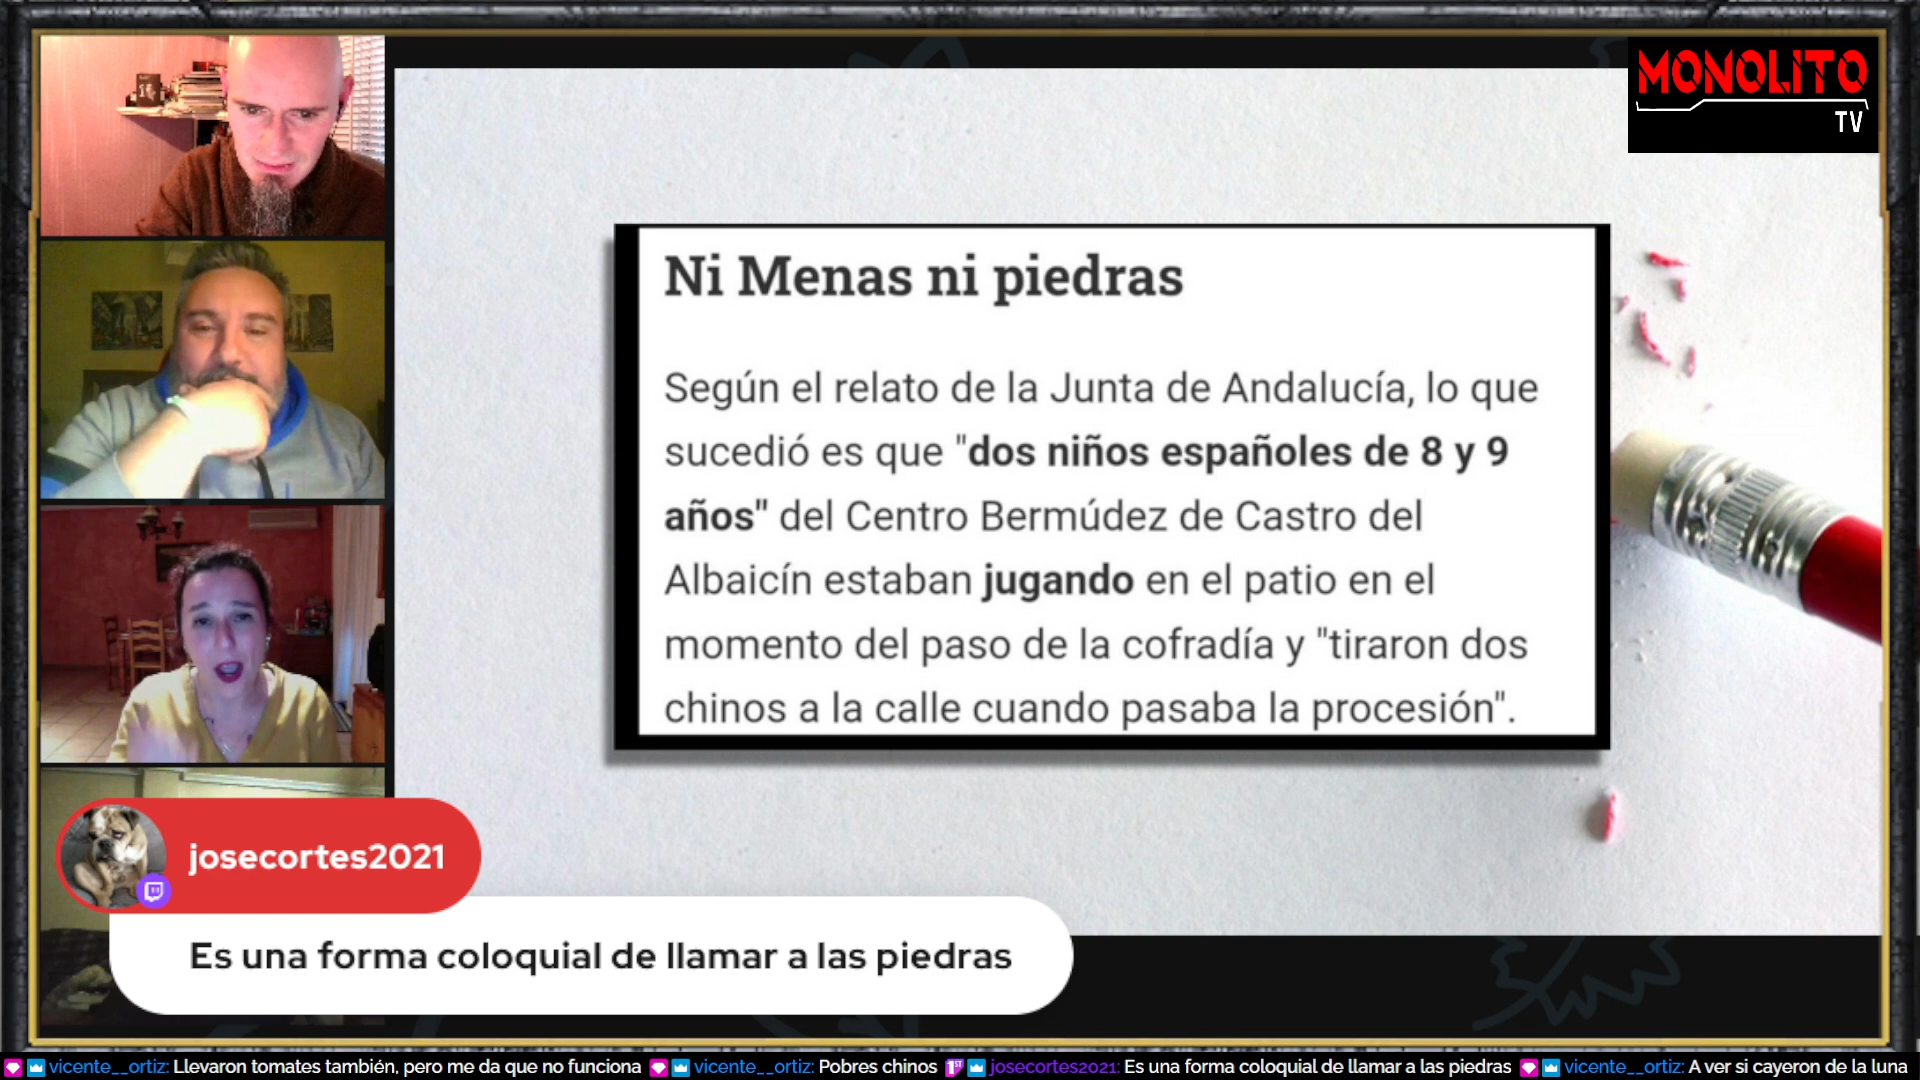 MONOLITO
TV
Ni Menas ni piedras
Según el relato de la Junta de Andalucía, lo que
sucedió es que "dos niños españoles de 8 y 9
años" del Centro Bermúdez de Castro del
Albaicín estaban jugando en el patio en el
momento del paso de la cofradía y "tiraron dos
chinos a la calle cuando pasaba la procesión".
josecortes2021
Es una forma coloquial de llamar a las piedras
vicente__ortiz: Llevaron tomates también, pero me da que no funciona vicente__ortiz: Pobres chinos 1ST josecortes2021: Es una forma coloquial de llamar a las piedras vicente__ortiz: A ver si cayeron de la luna